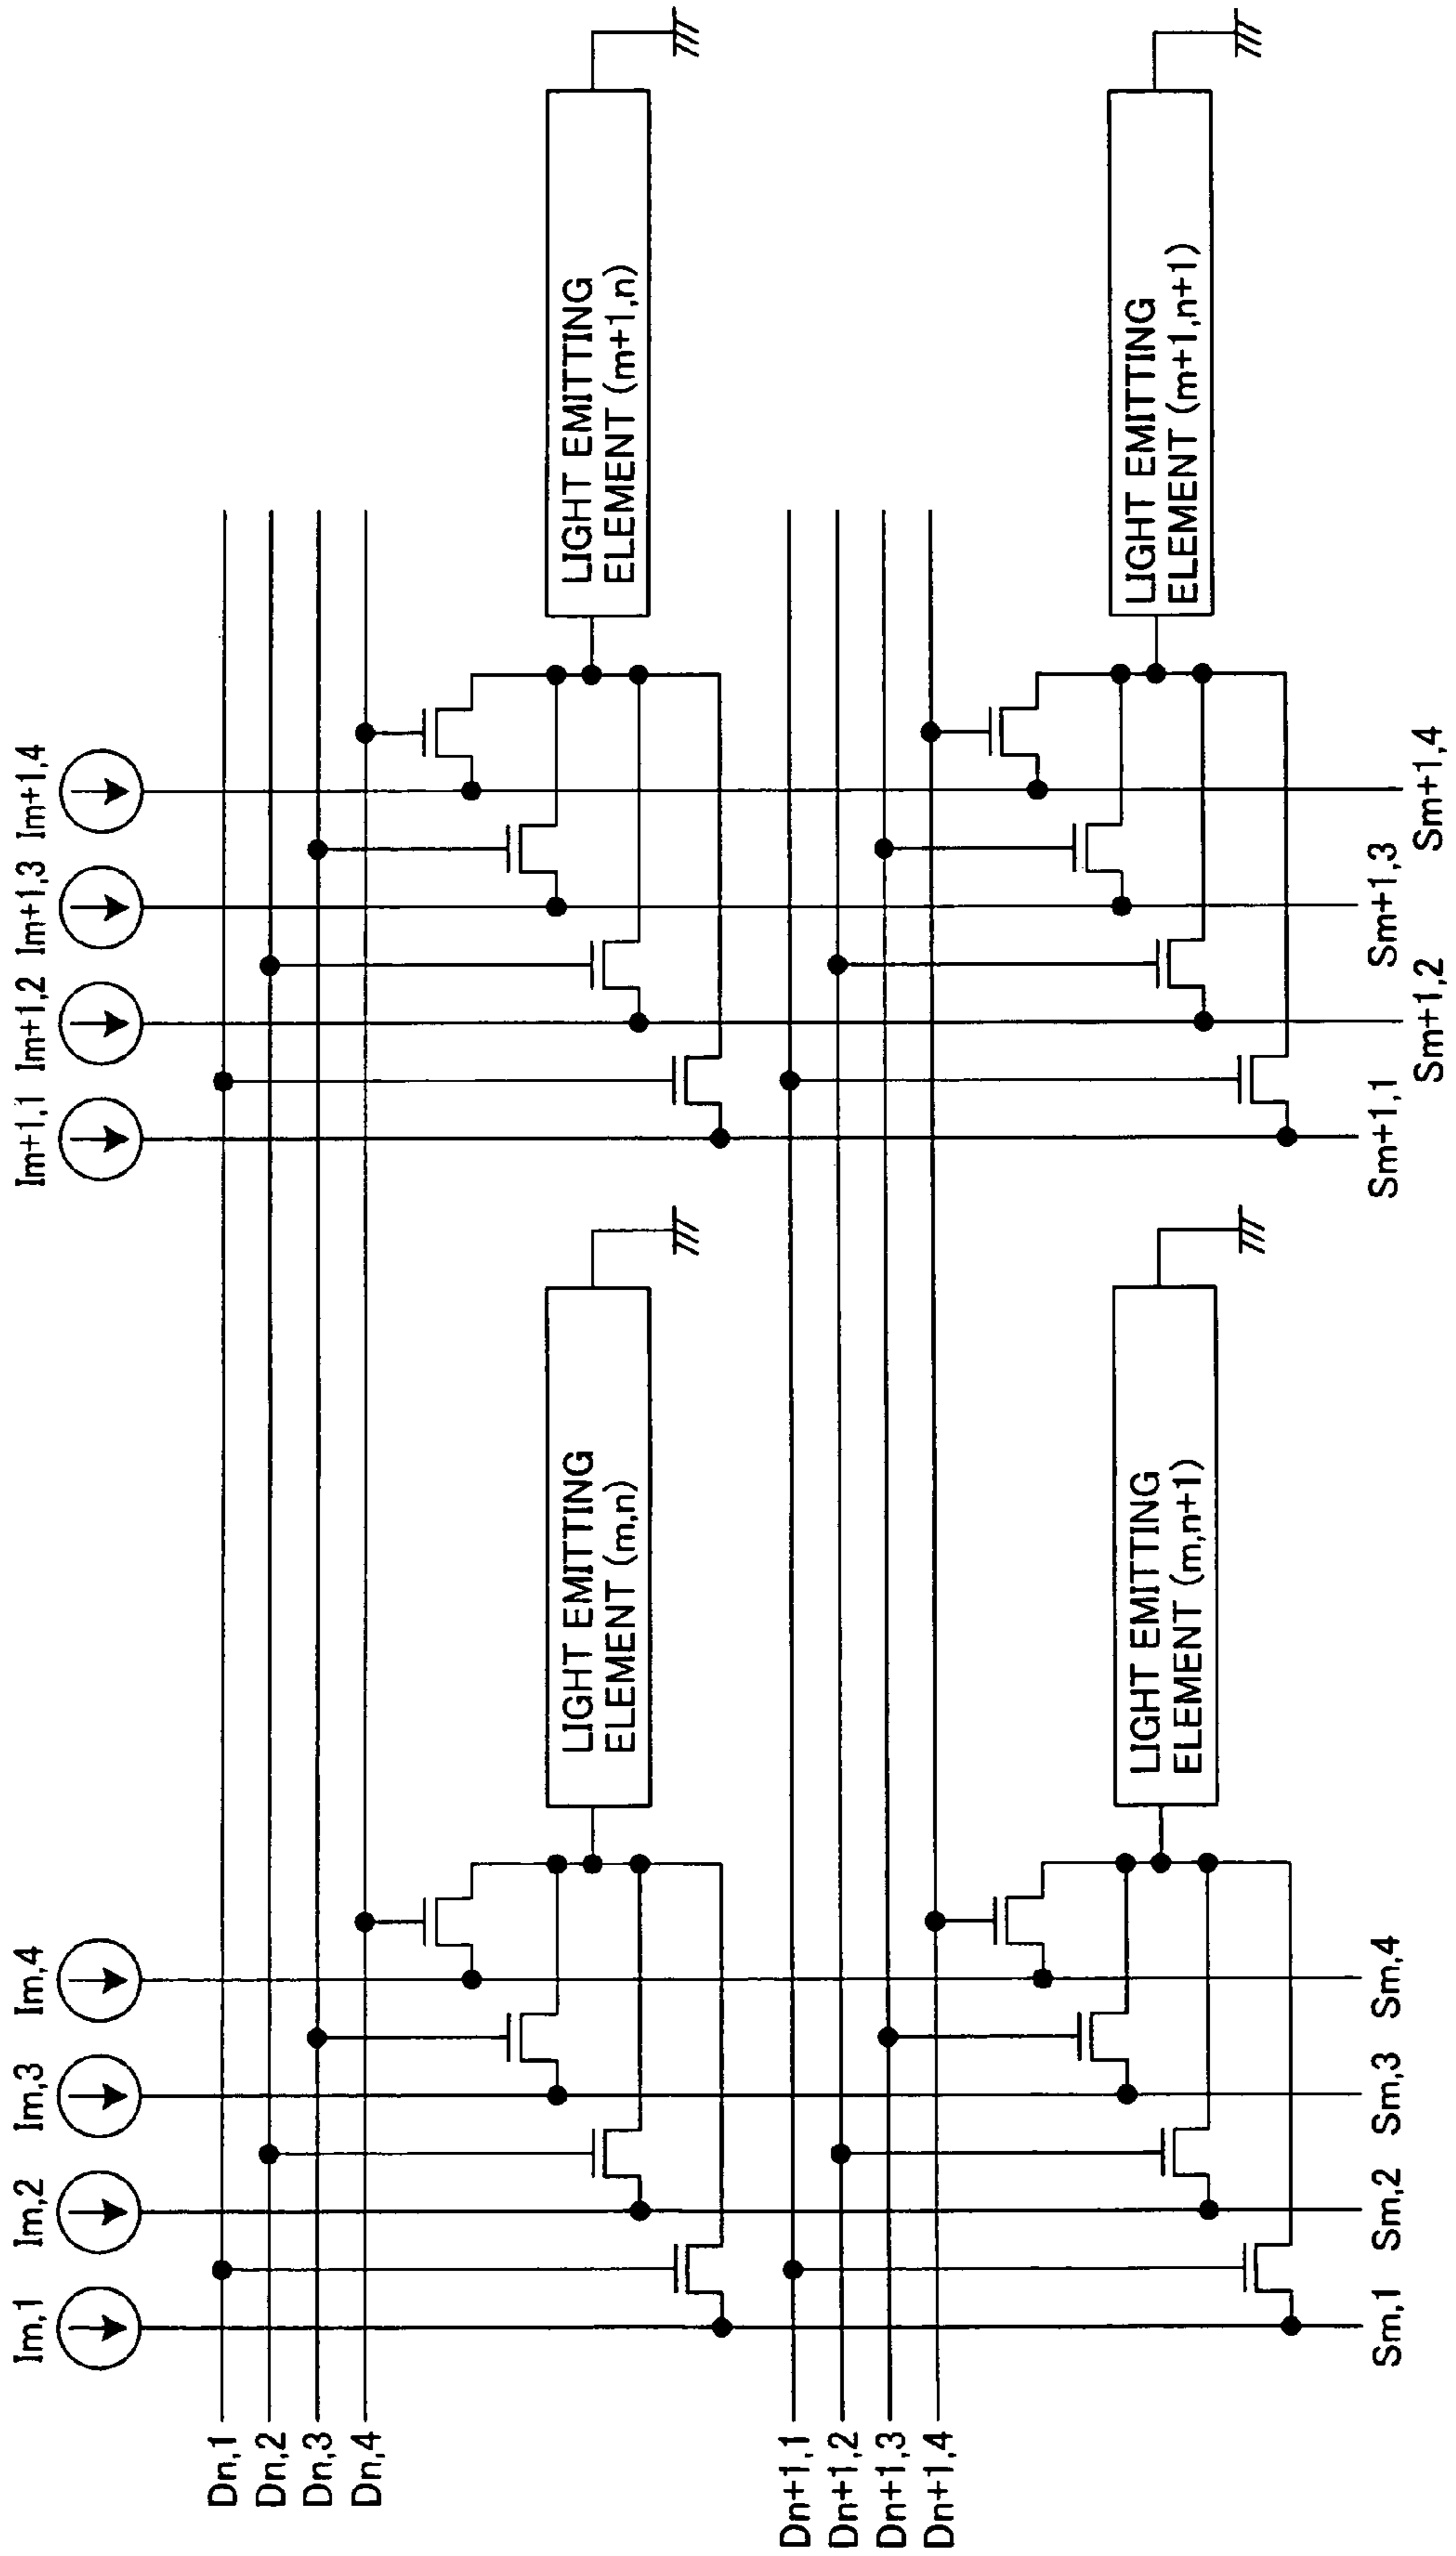 Im,1
Im,2
Im,3
Im,4
Im+1,1
Im+1,2
Im+1,3
Im+1,4
Dn,1
Dn,2
Dn,3
Dn,4
LIGHT EMITTING
ELEMENT (m,n)
LIGHT EMITTING
ELEMENT (m+1,n)
Dn+1,1
Dn+1,2
Dn+1,3
Dn+1,4
LIGHT EMITTING
ELEMENT (m,n+1)
LIGHT EMITTING
ELEMENT (m+1,n+1)
Sm,1
Sm,2
Sm,3
Sm,4
Sm+1,1
Sm+1,2
Sm+1,3
Sm+1,4